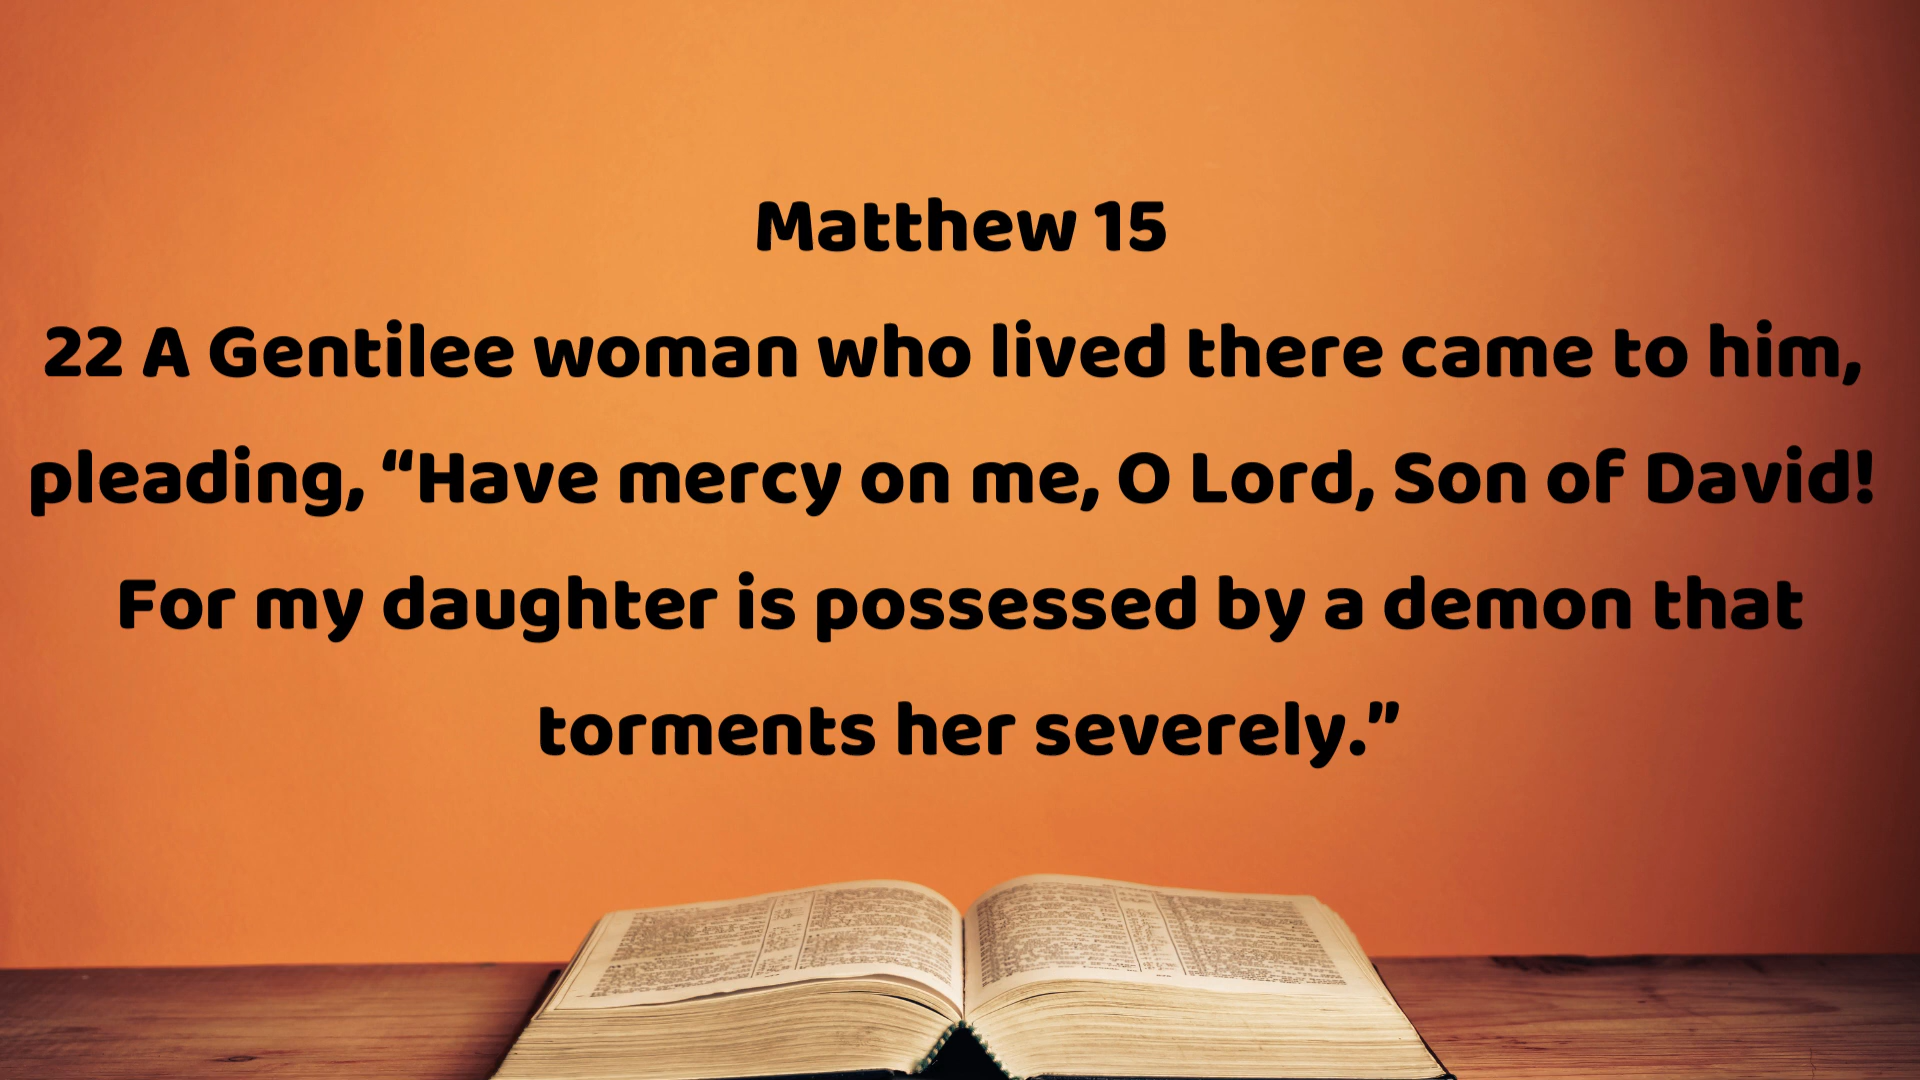 Matthew 15
22 A Gentilee woman who lived there came to him,
pleading, “Have mercy on me, O Lord, Son of David!
For my daughter is possessed by a demon that
torments her severely.”